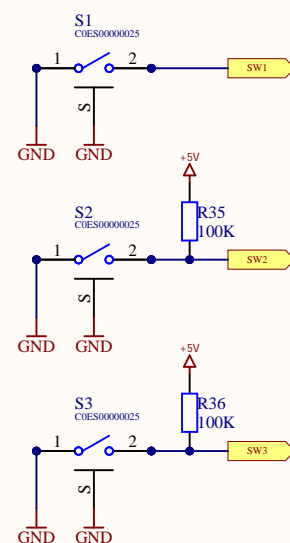 S1
C0ES00000025
1 2 SW1
S
GND GND
+5V
S2 R35
C0ES00000025 100K
1 2 SW2
S
GND GND
+5V
S3 R36
C0ES00000025 100K
1 2 SW3
S
GND GND